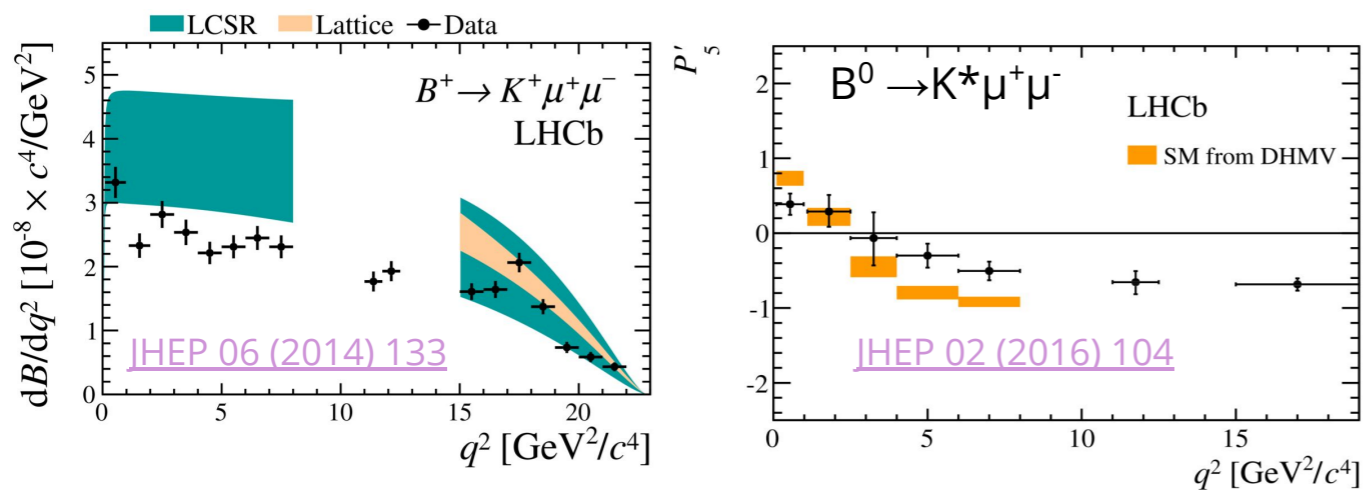 LCSR Lattice Data
dB/dq² [10⁻⁸ × c⁴/GeV²]
5
4
3
2
1
0
B⁺ → K⁺μ⁺μ⁻
LHCb
JHEP 06 (2014) 133
0 5 10 15 20
q² [GeV²/c⁴]
P′₅
2
1
0
-1
-2
B⁰ →K*μ⁺μ⁻
LHCb
SM from DHMV
JHEP 02 (2016) 104
0 5 10 15
q² [GeV²/c⁴]